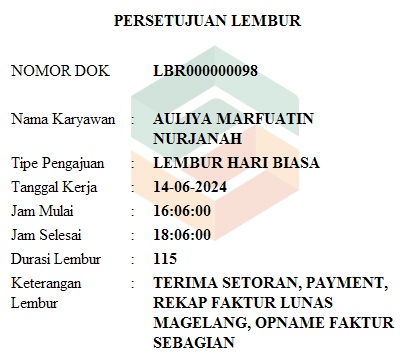 PERSETUJUAN LEMBUR
NOMOR DOK LBR000000098
Nama Karyawan : AULIYA MARFUATIN
NURJANAH
Tipe Pengajuan : LEMBUR HARI BIASA
Tanggal Kerja : 14-06-2024
Jam Mulai : 16:06:00
Jam Selesai : 18:06:00
Durasi Lembur : 115
Keterangan : TERIMA SETORAN, PAYMENT,
Lembur REKAP FAKTUR LUNAS
MAGELANG, OPNAME FAKTUR
SEBAGIAN